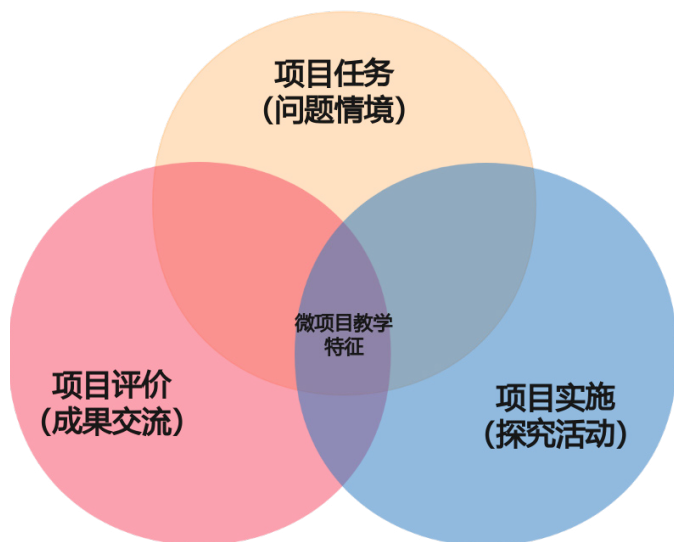 项目任务
（问题情境）
微项目教学
特征
项目评价
（成果交流）
项目实施
（探究活动）